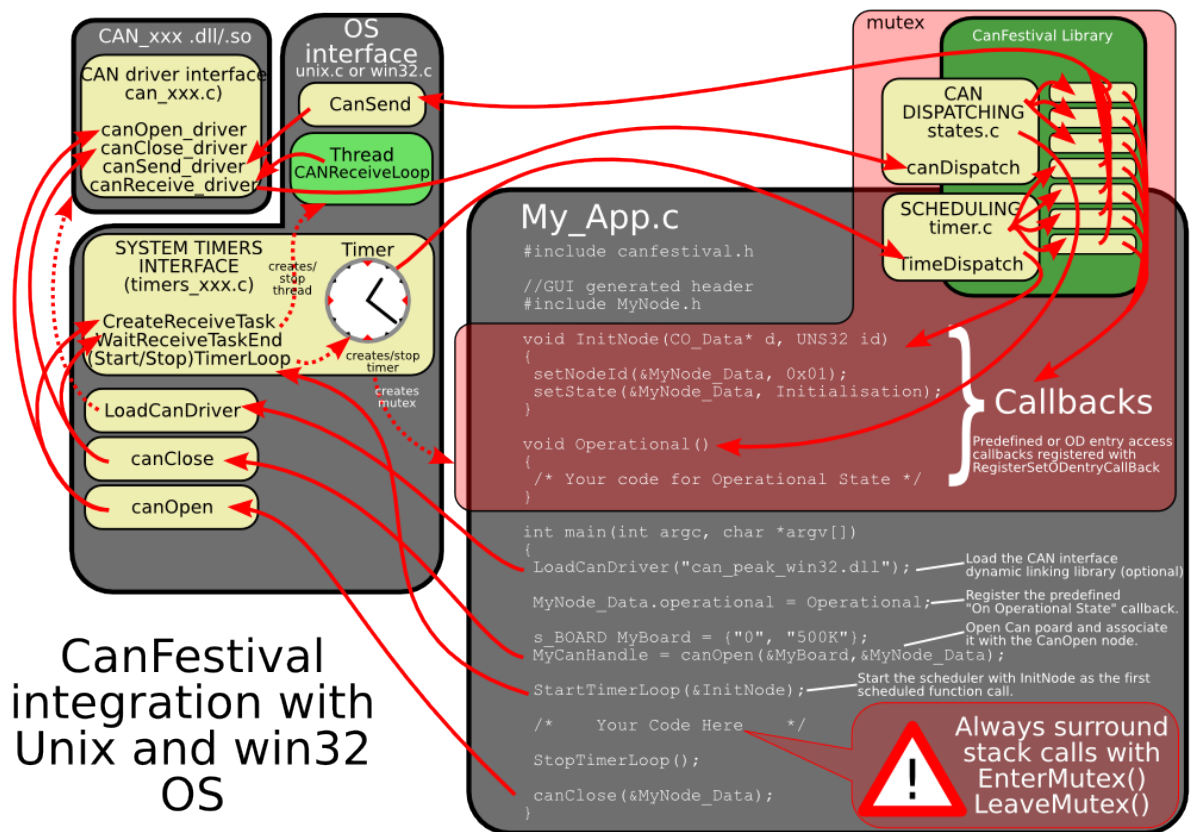 CAN_xxx .dll/.so
CAN driver interface
can_xxx.c)
canOpen_driver
canClose_driver
canSend_driver
canReceive_driver
OS
interface
unix.c or win32.c
CanSend
Thread
CANReceiveLoop
SYSTEM TIMERS
INTERFACE
(timers_xxx.c)
creates/
stop
thread
Timer
CreateReceiveTask
WaitReceiveTaskEnd
(Start/Stop)TimerLoop
creates/stop
timer
creates
mutex
LoadCanDriver
canClose
canOpen
mutex
CanFestival Library
CAN
DISPATCHING
states.c
canDispatch
SCHEDULING
timer.c
TimeDispatch
My_App.c
#include canfestival.h
//GUI generated header
#include MyNode.h
void InitNode(CO_Data* d, UNS32 id)
{
setNodeId(&MyNode_Data, 0x01);
setState(&MyNode_Data, Initialisation);
}
void Operational()
{
/* Your code for Operational State */
}
}
Callbacks
Predefined or OD entry access
callbacks registered with
RegisterSetODentryCallBack
int main(int argc, char *argv[])
{
LoadCanDriver("can_peak_win32.dll");
Load the CAN interface
dynamic linking library (optional)
MyNode_Data.operational = Operational;
Register the predefined
"On Operational State" callback.
s_BOARD MyBoard = {"0", "500K"};
MyCanHandle = canOpen(&MyBoard,&MyNode_Data);
Open Can poard and associate
it with the CanOpen node.
StartTimerLoop(&InitNode);
Start the scheduler with InitNode as the first
scheduled function call.
/* Your Code Here */
StopTimerLoop();
canClose(&MyNode_Data);
}
!
Always surround
stack calls with
EnterMutex()
LeaveMutex()
CanFestival
integration with
Unix and win32
OS